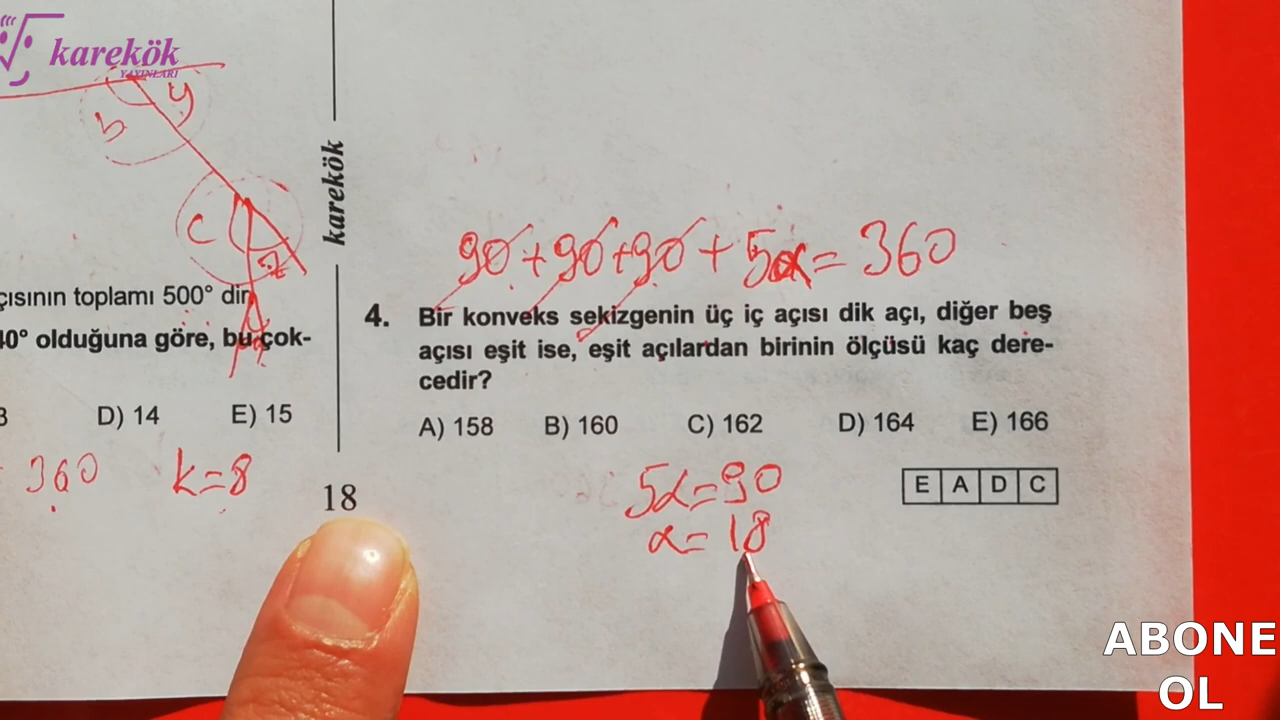 karekök
YAYINLARI
y
b
c
z
çısının toplamı 500° dir.
40° olduğuna göre, bu çok-
3 D) 14 E) 15
360 k=8
karekök
18
90+90+90+5α=360
4. Bir konveks sekizgenin üç iç açısı dik açı, diğer beş
açısı eşit ise, eşit açılardan birinin ölçüsü kaç dere-
cedir?
A) 158 B) 160 C) 162 D) 164 E) 166
5α=90
α=18
E A D C
ABONE
OL